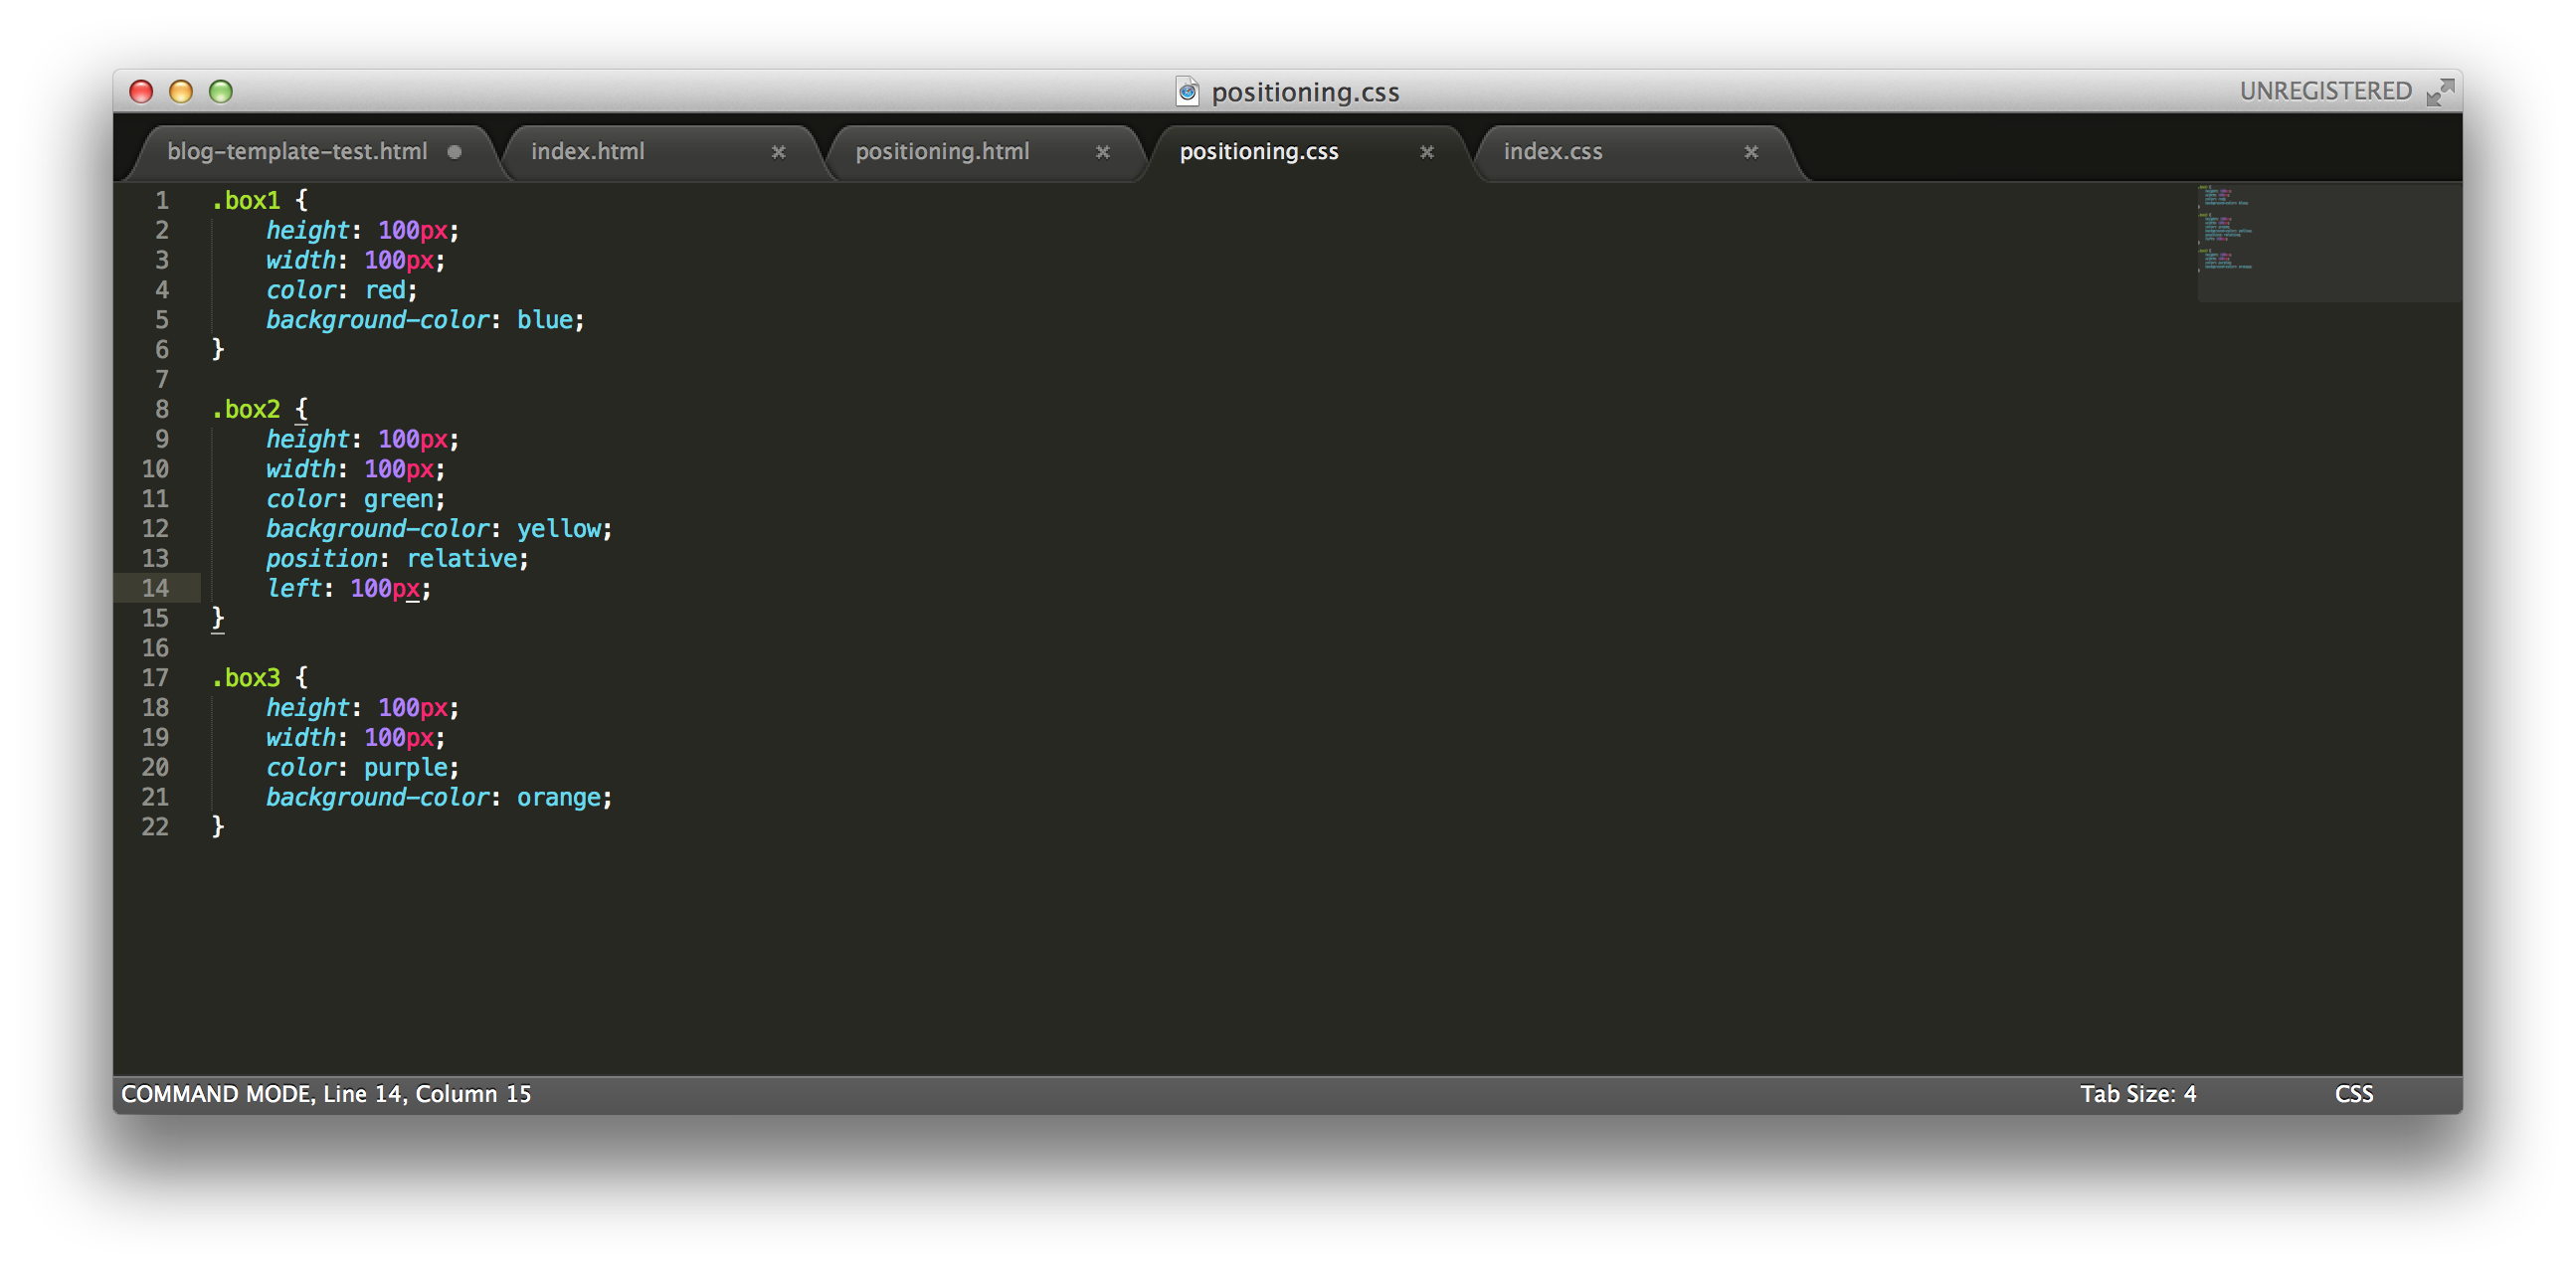 positioning.css
UNREGISTERED
blog-template-test.html
index.html
positioning.html
positioning.css
index.css
1 .box1 {
2     height: 100px;
3     width: 100px;
4     color: red;
5     background-color: blue;
6 }
7
8 .box2 {
9     height: 100px;
10     width: 100px;
11     color: green;
12     background-color: yellow;
13     position: relative;
14     left: 100px;
15 }
16
17 .box3 {
18     height: 100px;
19     width: 100px;
20     color: purple;
21     background-color: orange;
22 }
COMMAND MODE, Line 14, Column 15
Tab Size: 4
CSS